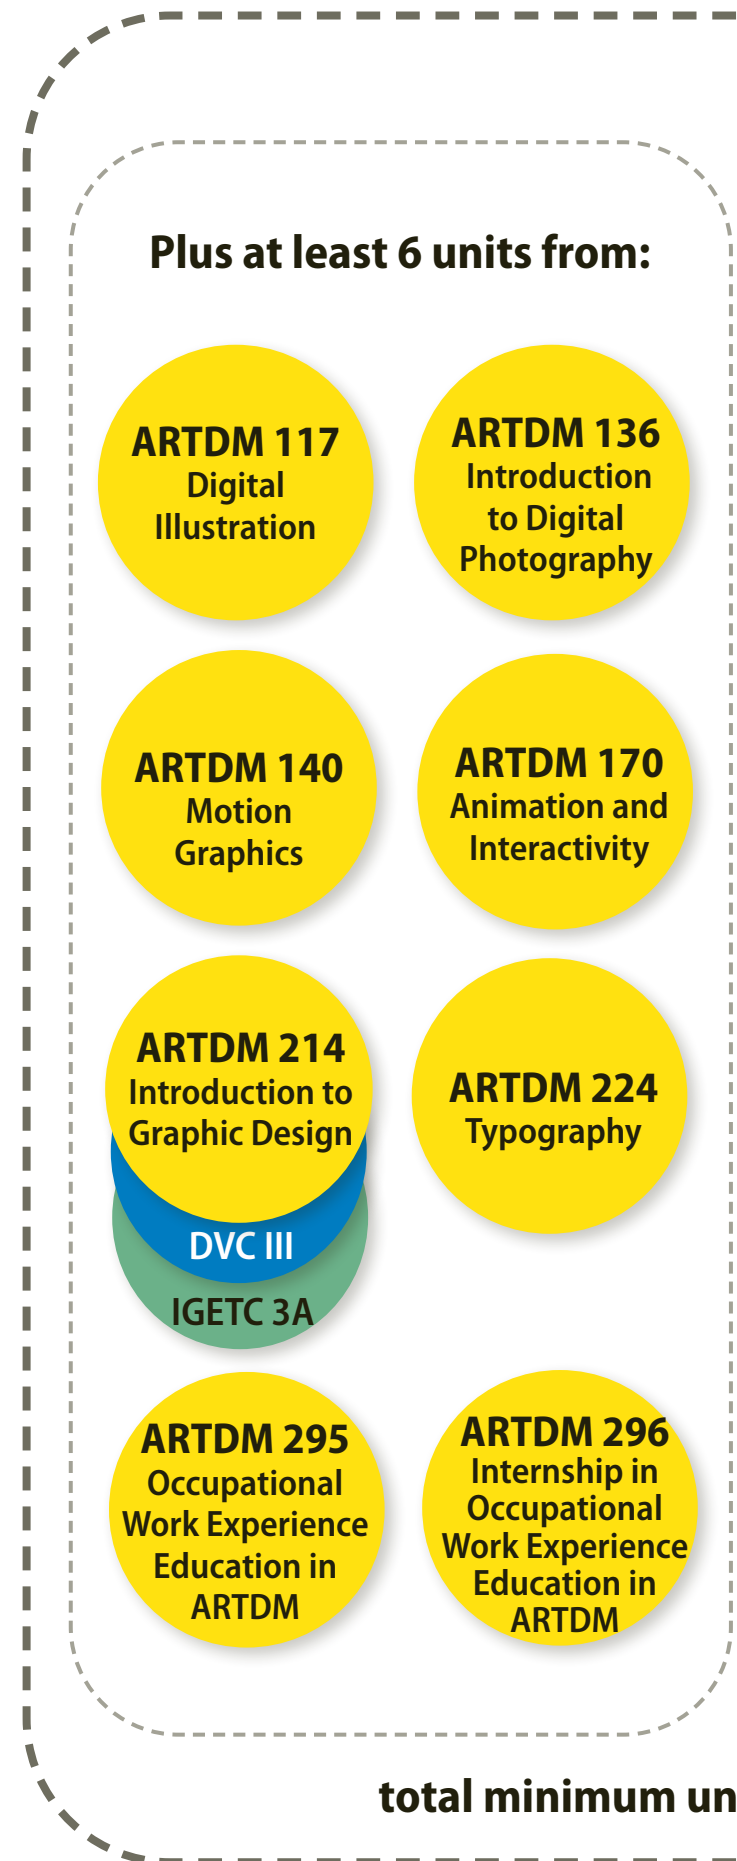 Plus at least 6 units from:
ARTDM 117
Digital
Illustration
ARTDM 136
Introduction
to Digital
Photography
ARTDM 140
Motion
Graphics
ARTDM 170
Animation and
Interactivity
ARTDM 214
Introduction to
Graphic Design
DVC III
IGETC 3A
ARTDM 224
Typography
ARTDM 295
Occupational
Work Experience
Education in
ARTDM
ARTDM 296
Internship in
Occupational
Work Experience
Education in
ARTDM
total minimum un